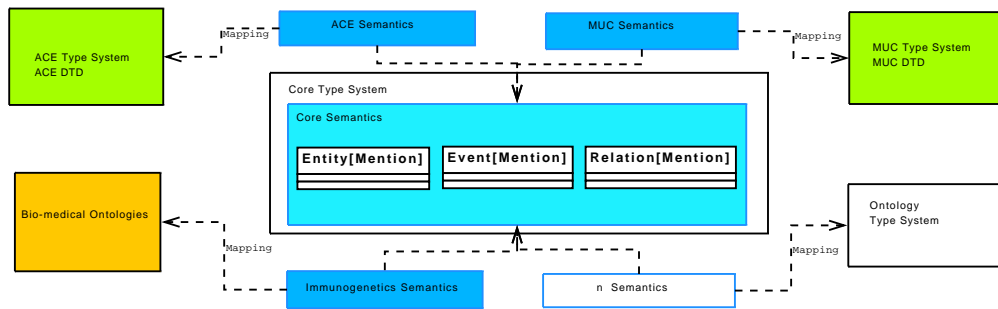 ACE Semantics
MUC Semantics
Mapping
Mapping
ACE Type System
ACE DTD
MUC Type System
MUC DTD
Core Type System
Core Semantics
Entity[Mention]
Event[Mention]
Relation[Mention]
Bio-medical Ontologies
Ontology
Type System
Mapping
Mapping
Immunogenetics Semantics
n Semantics